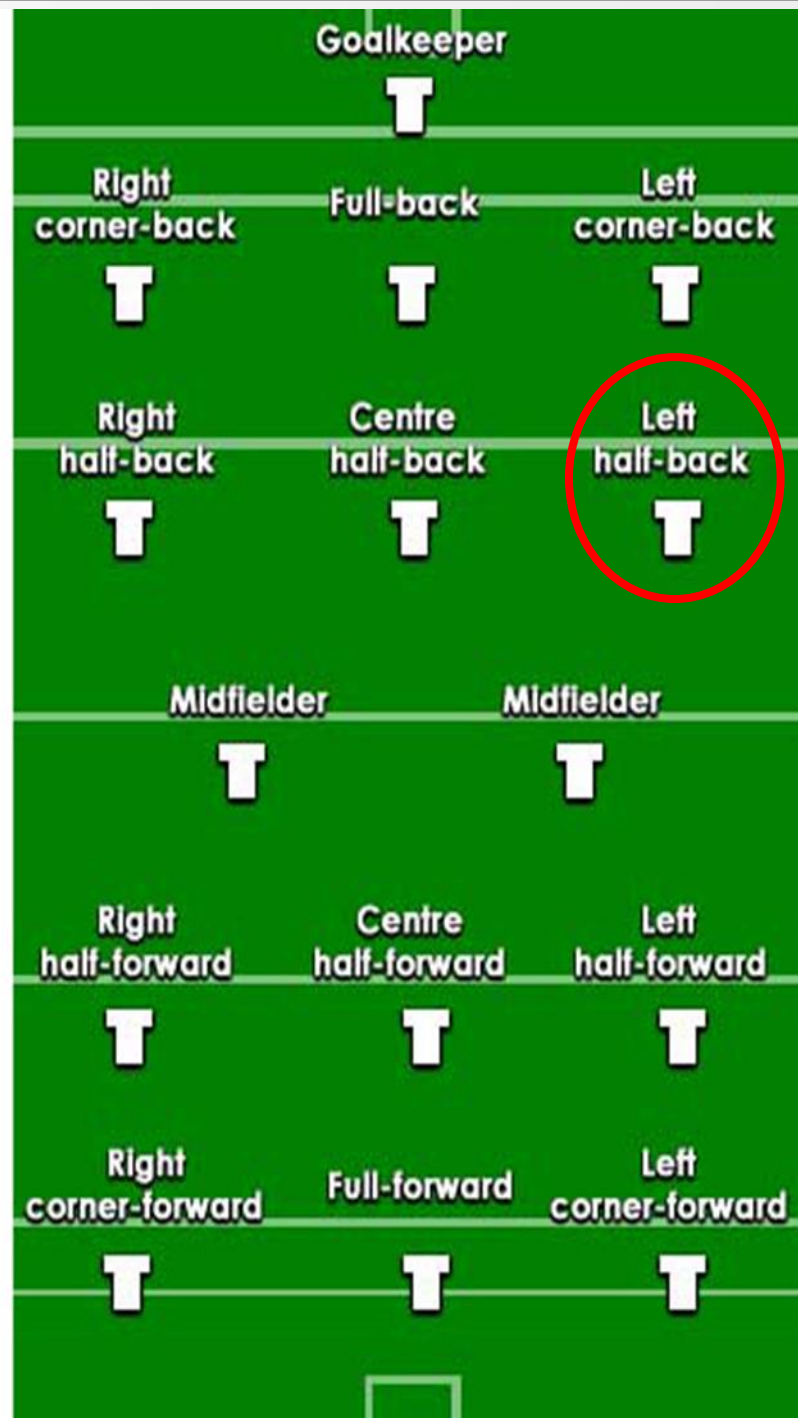 Goalkeeper
Right
corner-back
Full-back
Left
corner-back
Right
half-back
Centre
half-back
Left
half-back
Midfielder
Midfielder
Right
half-forward
Centre
half-forward
Left
half-forward
Right
corner-forward
Full-forward
Left
corner-forward